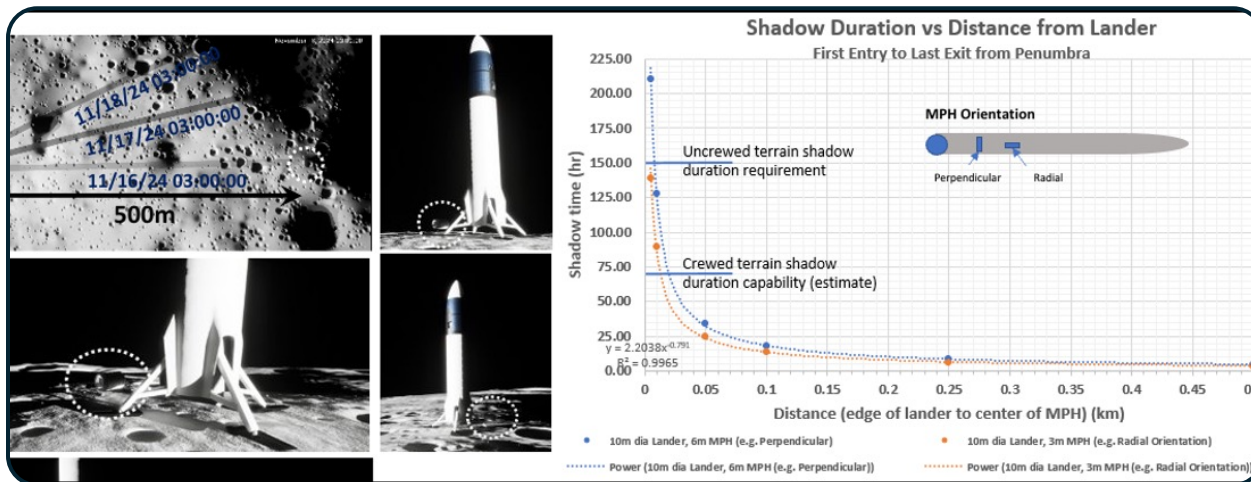 11/18/24 03:00:00
11/17/24 03:00:00
11/16/24 03:00:00
500m
Shadow Duration vs Distance from Lander
First Entry to Last Exit from Penumbra
Shadow time (hr)
225.00
200.00
175.00
150.00
125.00
100.00
75.00
50.00
25.00
0.00
MPH Orientation
Perpendicular
Radial
Uncrewed terrain shadow
duration requirement
Crewed terrain shadow
duration capability (estimate)
y = 2.2038x^-0.791
R² = 0.9965
0 0.05 0.1 0.15 0.2 0.25 0.3 0.35 0.4 0.45
Distance (edge of lander to center of MPH) (km)
10m dia Lander, 6m MPH (e.g. Perpendicular)
10m dia Lander, 3m MPH (e.g. Radial Orientation)
Power (10m dia Lander, 6m MPH (e.g. Perpendicular))
Power (10m dia Lander, 3m MPH (e.g. Radial Orientation))